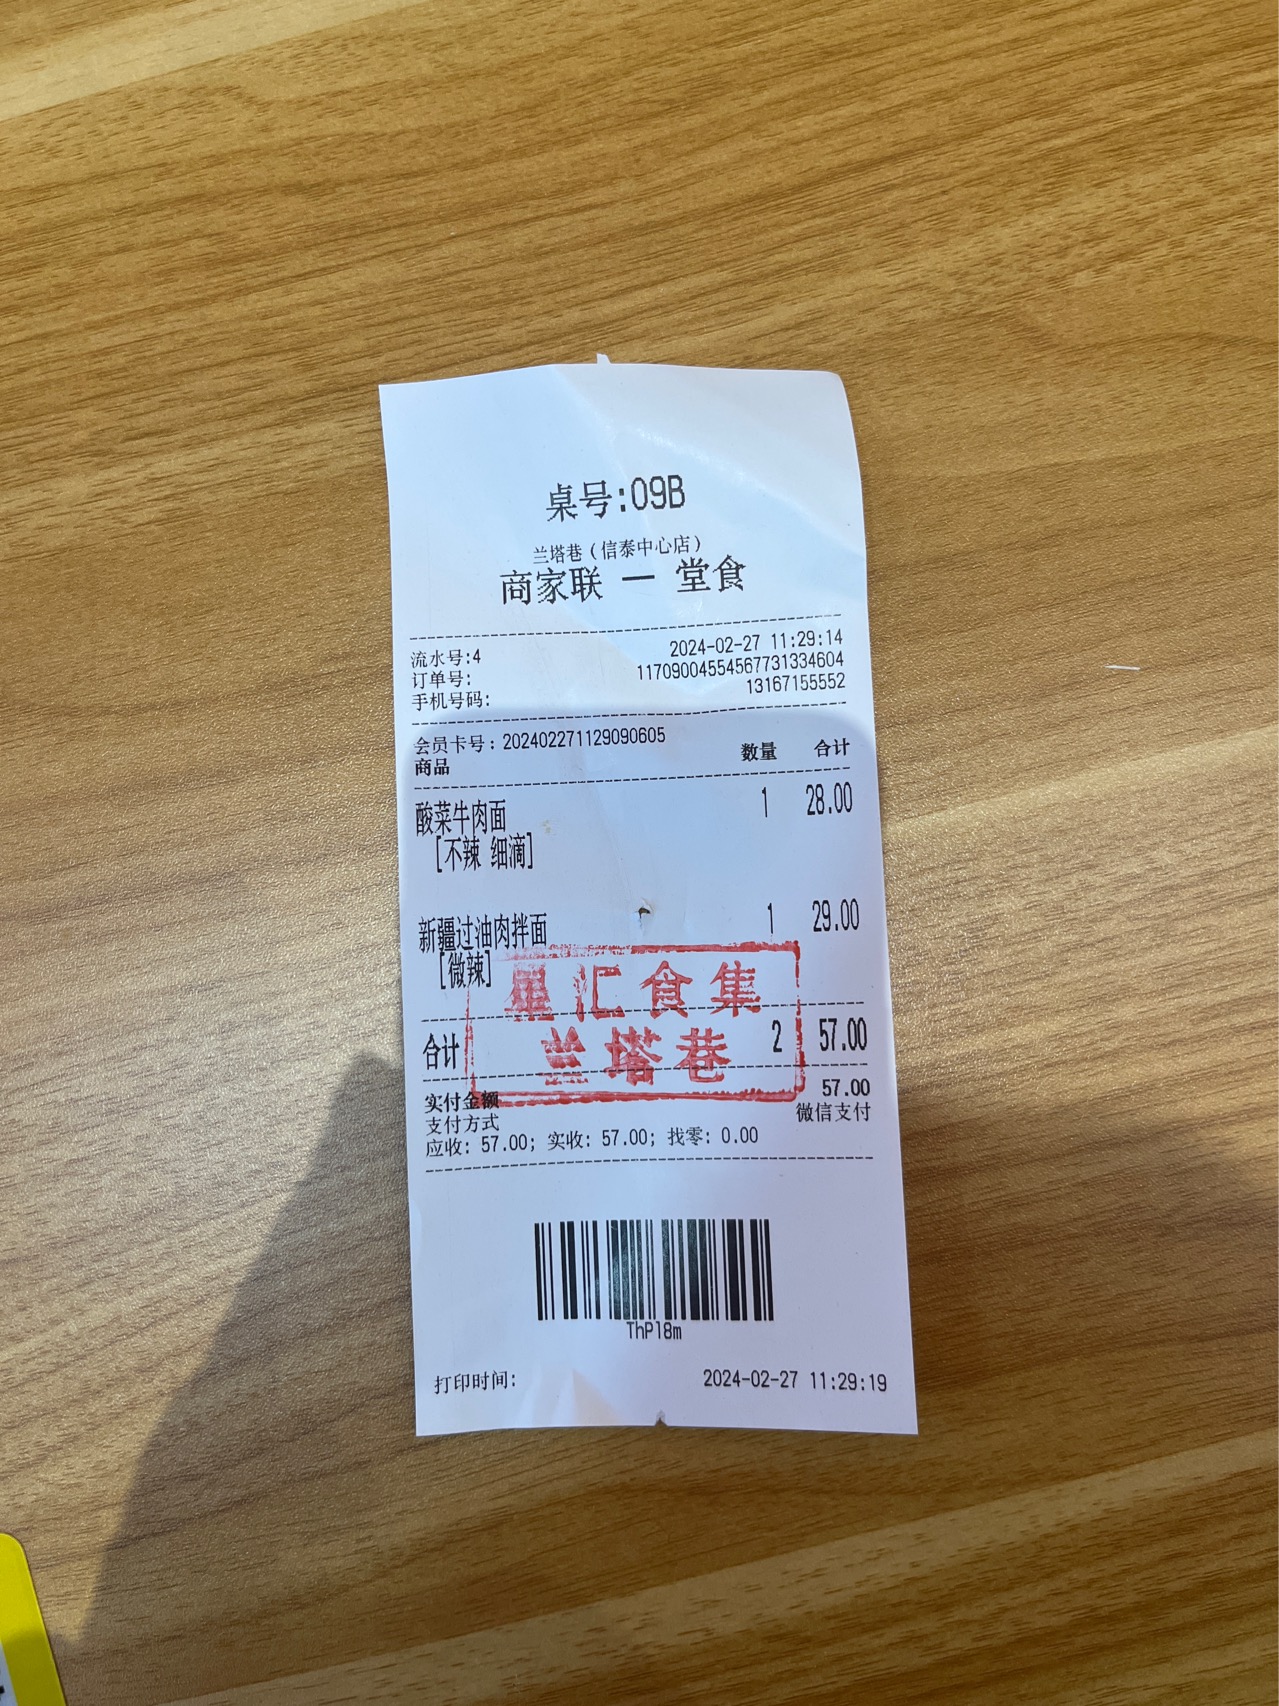 桌号:09B
兰塔巷(信泰中心店)
商家联 一 堂食
流水号:4 2024-02-27 11:29:14
订单号: 11709004554567731334604
手机号码: 13167155552
会员卡号: 202402271129090605
商品 数量 合计
酸菜牛肉面 1 28.00
[不辣 细滴]
新疆过油肉拌面 1 29.00
[微辣]
星汇食集
兰塔巷
合计 2 57.00
实付金额 57.00
支付方式 微信支付
应收: 57.00; 实收: 57.00; 找零: 0.00
ThP18m
打印时间: 2024-02-27 11:29:19